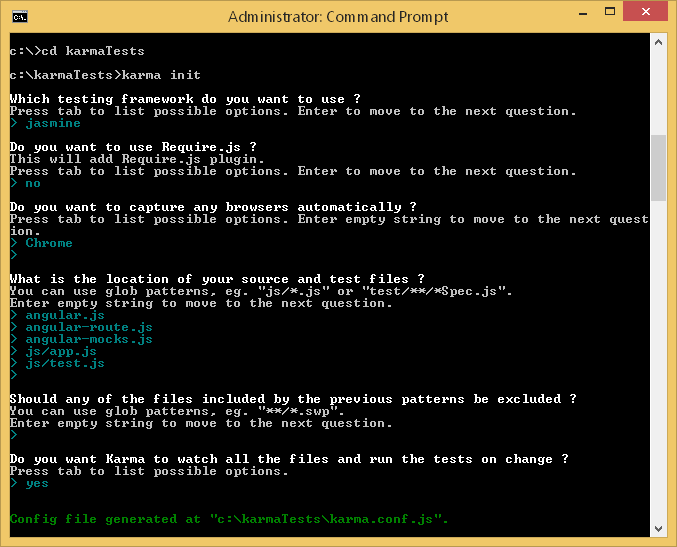 Administrator: Command Prompt
c:\>cd karmaTests
c:\karmaTests>karma init
Which testing framework do you want to use ?
Press tab to list possible options. Enter to move to the next question.
> jasmine
Do you want to use Require.js ?
This will add Require.js plugin.
Press tab to list possible options. Enter to move to the next question.
> no
Do you want to capture any browsers automatically ?
Press tab to list possible options. Enter empty string to move to the next quest
ion.
> Chrome
>
What is the location of your source and test files ?
You can use glob patterns, eg. "js/*.js" or "test/**/*Spec.js".
Enter empty string to move to the next question.
> angular.js
> angular-route.js
> angular-mocks.js
> js/app.js
> js/test.js
>
Should any of the files included by the previous patterns be excluded ?
You can use glob patterns, eg. "**/*.swp".
Enter empty string to move to the next question.
>
Do you want Karma to watch all the files and run the tests on change ?
Press tab to list possible options.
> yes
Config file generated at "c:\karmaTests\karma.conf.js".